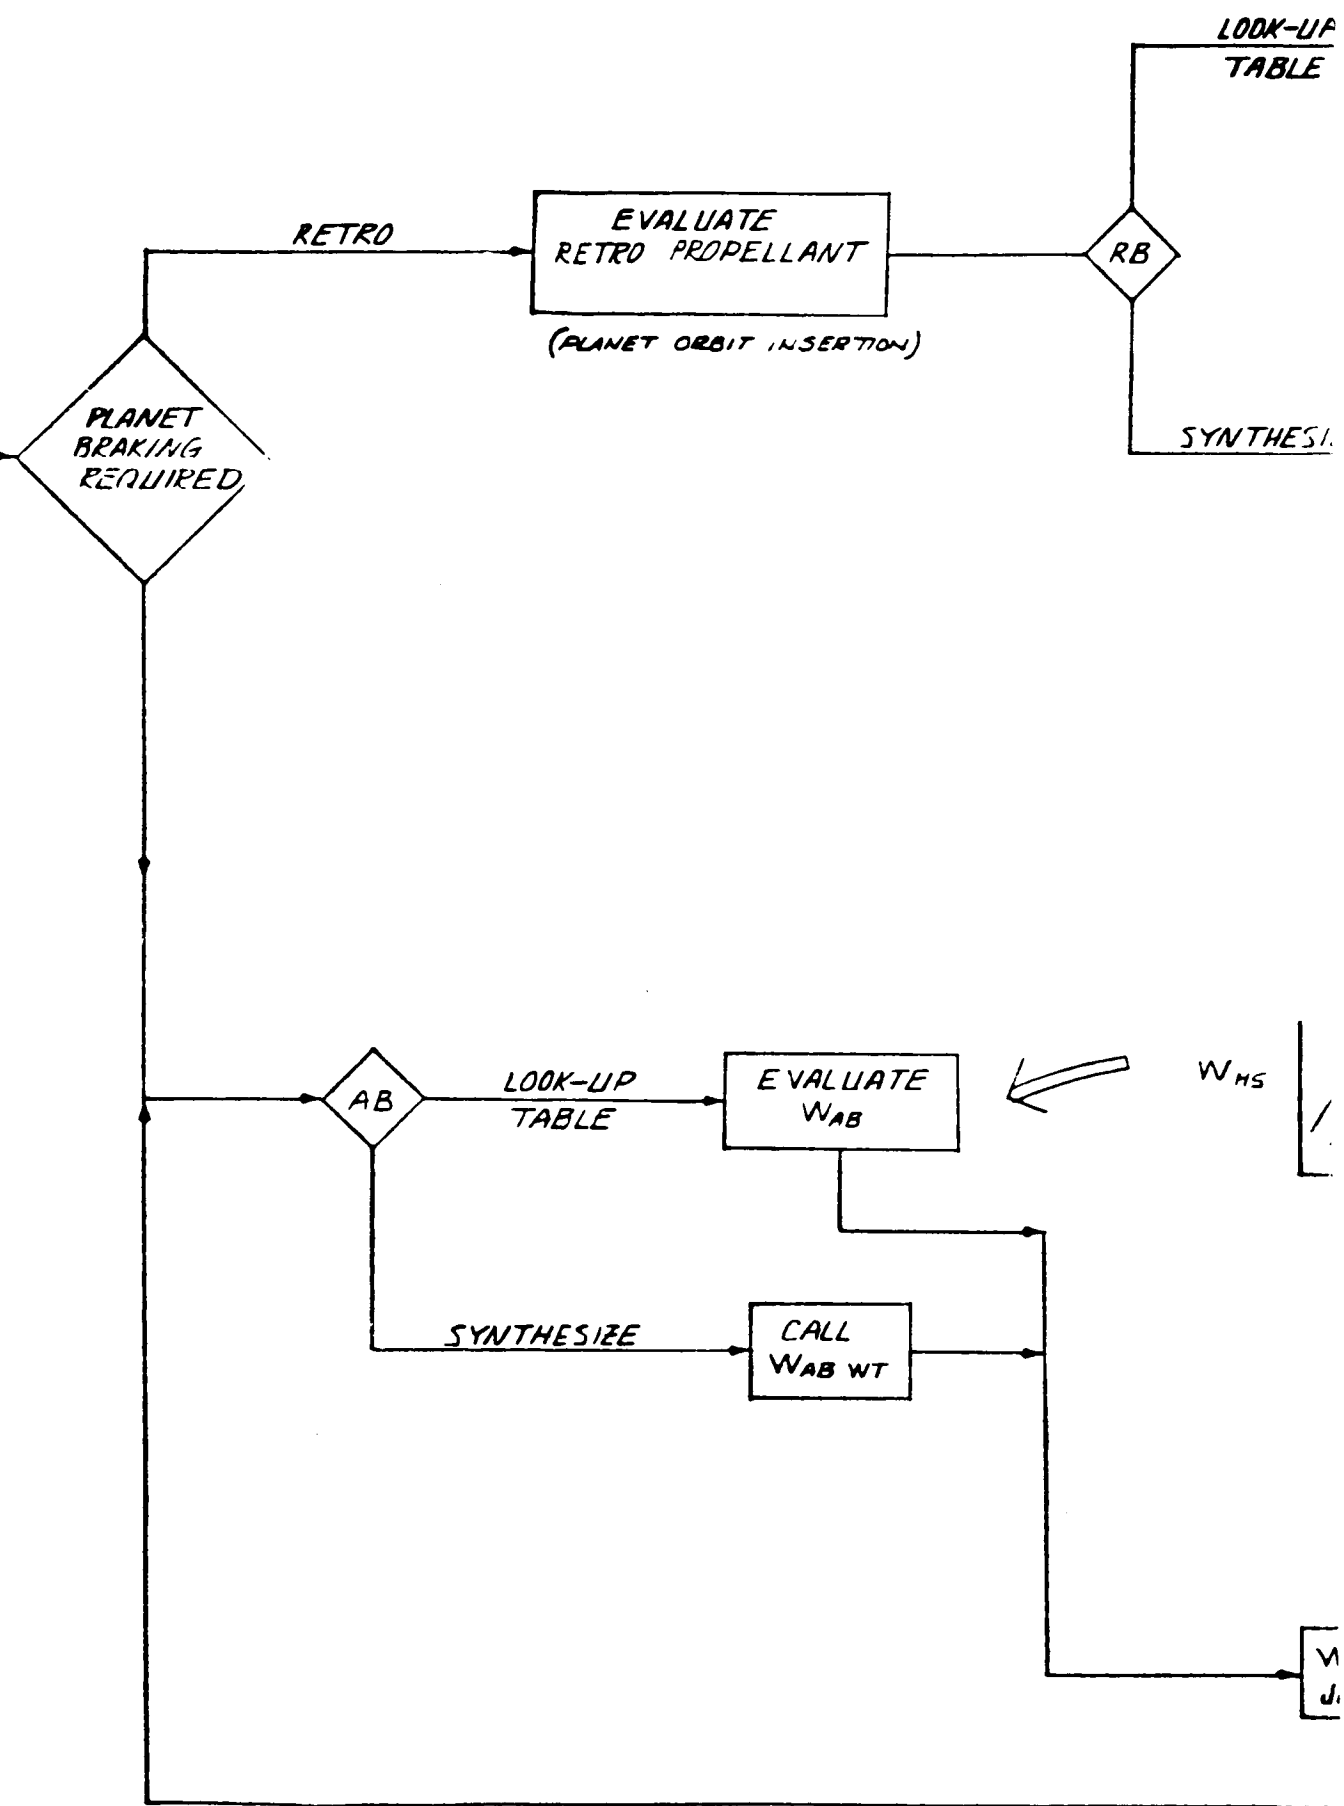 LOOK-UP
TABLE
RETRO
EVALUATE
RETRO PROPELLANT
(PLANET ORBIT INSERTION)
RB
PLANET
BRAKING
REQUIRED
AB
LOOK-UP
TABLE
EVALUATE
WAB
WHS
SYNTHESIZE
CALL
WAB WT